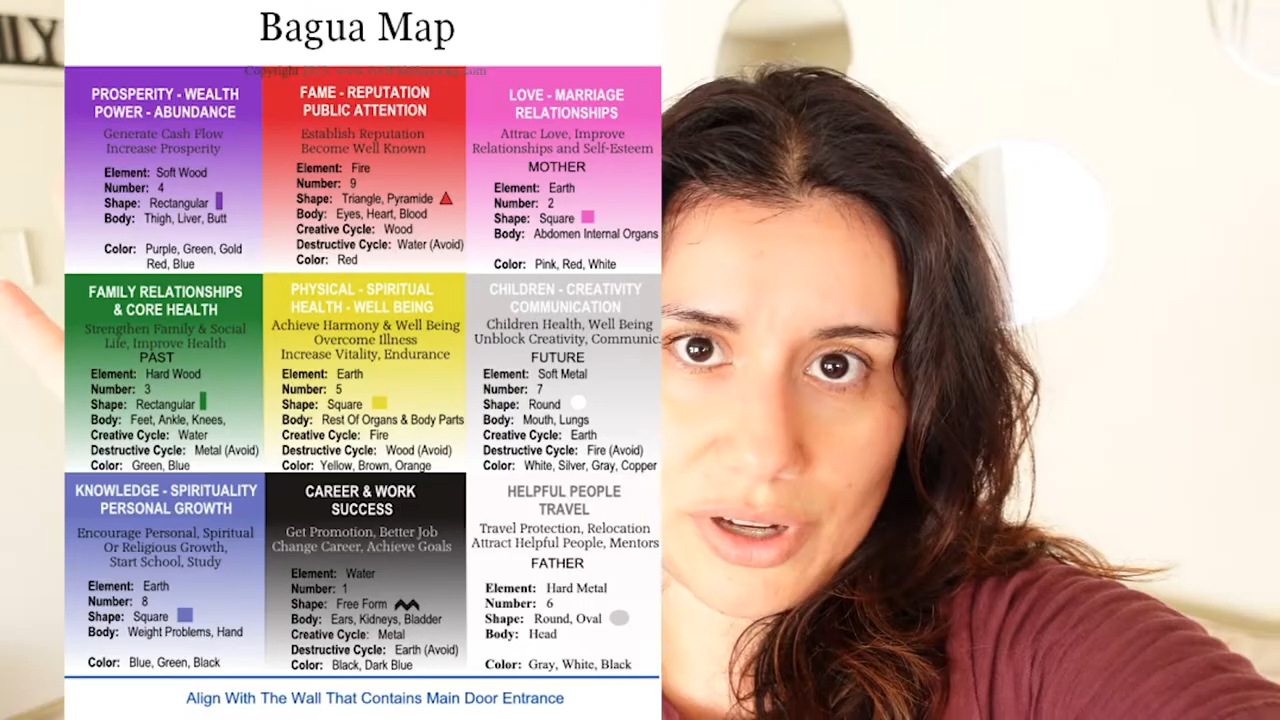 ILY
Bagua Map
PROSPERITY - WEALTH
POWER - ABUNDANCE
Generate Cash Flow
Increase Prosperity
Element: Soft Wood
Number: 4
Shape: Rectangular
Body: Thigh, Liver, Butt
Color: Purple, Green, Gold
Red, Blue
FAME - REPUTATION
PUBLIC ATTENTION
Establish Reputation
Become Well Known
Element: Fire
Number: 9
Shape: Triangle, Pyramide
Body: Eyes, Heart, Blood
Creative Cycle: Wood
Destructive Cycle: Water (Avoid)
Color: Red
LOVE - MARRIAGE
RELATIONSHIPS
Attrac Love, Improve
Relationships and Self-Esteem
MOTHER
Element: Earth
Number: 2
Shape: Square
Body: Abdomen Internal Organs
Color: Pink, Red, White
FAMILY RELATIONSHIPS
& CORE HEALTH
Strengthen Family & Social
Life, Improve Health
PAST
Element: Hard Wood
Number: 3
Shape: Rectangular
Body: Feet, Ankle, Knees,
Creative Cycle: Water
Destructive Cycle: Metal (Avoid)
Color: Green, Blue
PHYSICAL - SPIRITUAL
HEALTH - WELL BEING
Achieve Harmony & Well Being
Overcome Illness
Increase Vitality, Endurance
Element: Earth
Number: 5
Shape: Square
Body: Rest Of Organs & Body Parts
Creative Cycle: Fire
Destructive Cycle: Wood (Avoid)
Color: Yellow, Brown, Orange
CHILDREN - CREATIVITY
COMMUNICATION
Children Health, Well Being
Unblock Creativity, Communic.
FUTURE
Element: Soft Metal
Number: 7
Shape: Round
Body: Mouth, Lungs
Creative Cycle: Earth
Destructive Cycle: Fire (Avoid)
Color: White, Silver, Gray, Copper
KNOWLEDGE - SPIRITUALITY
PERSONAL GROWTH
Encourage Personal, Spiritual
Or Religious Growth,
Start School, Study
Element: Earth
Number: 8
Shape: Square
Body: Weight Problems, Hand
Color: Blue, Green, Black
CAREER & WORK
SUCCESS
Get Promotion, Better Job
Change Career, Achieve Goals
Element: Water
Number: 1
Shape: Free Form
Body: Ears, Kidneys, Bladder
Creative Cycle: Metal
Destructive Cycle: Earth (Avoid)
Color: Black, Dark Blue
HELPFUL PEOPLE
TRAVEL
Travel Protection, Relocation
Attract Helpful People, Mentors
FATHER
Element: Hard Metal
Number: 6
Shape: Round, Oval
Body: Head
Color: Gray, White, Black
Align With The Wall That Contains Main Door Entrance